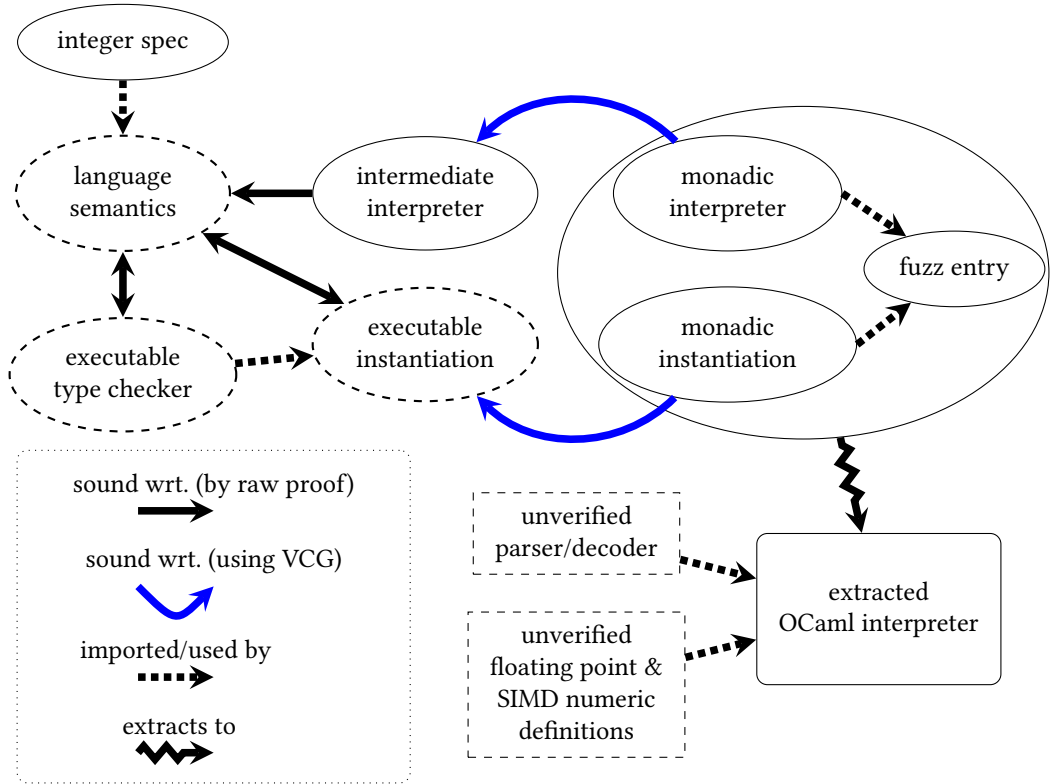 integer spec
language
semantics
intermediate
interpreter
monadic
interpreter
fuzz entry
executable
type checker
executable
instantiation
monadic
instantiation
sound wrt. (by raw proof)
sound wrt. (using VCG)
imported/used by
extracts to
unverified
parser/decoder
unverified
floating point &
SIMD numeric
definitions
extracted
OCaml interpreter